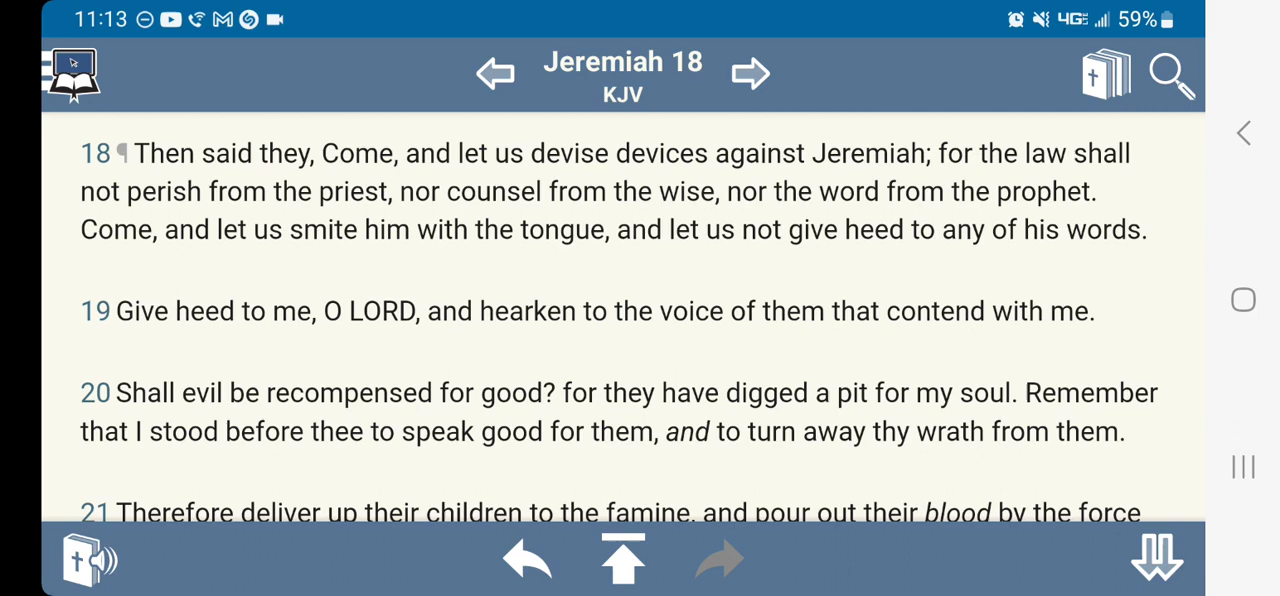 11:13 4G 59%
Jeremiah 18
KJV
18 ¶ Then said they, Come, and let us devise devices against Jeremiah; for the law shall
not perish from the priest, nor counsel from the wise, nor the word from the prophet.
Come, and let us smite him with the tongue, and let us not give heed to any of his words.
19 Give heed to me, O LORD, and hearken to the voice of them that contend with me.
20 Shall evil be recompensed for good? for they have digged a pit for my soul. Remember
that I stood before thee to speak good for them, and to turn away thy wrath from them.
21 Therefore deliver up their children to the famine, and pour out their blood by the force